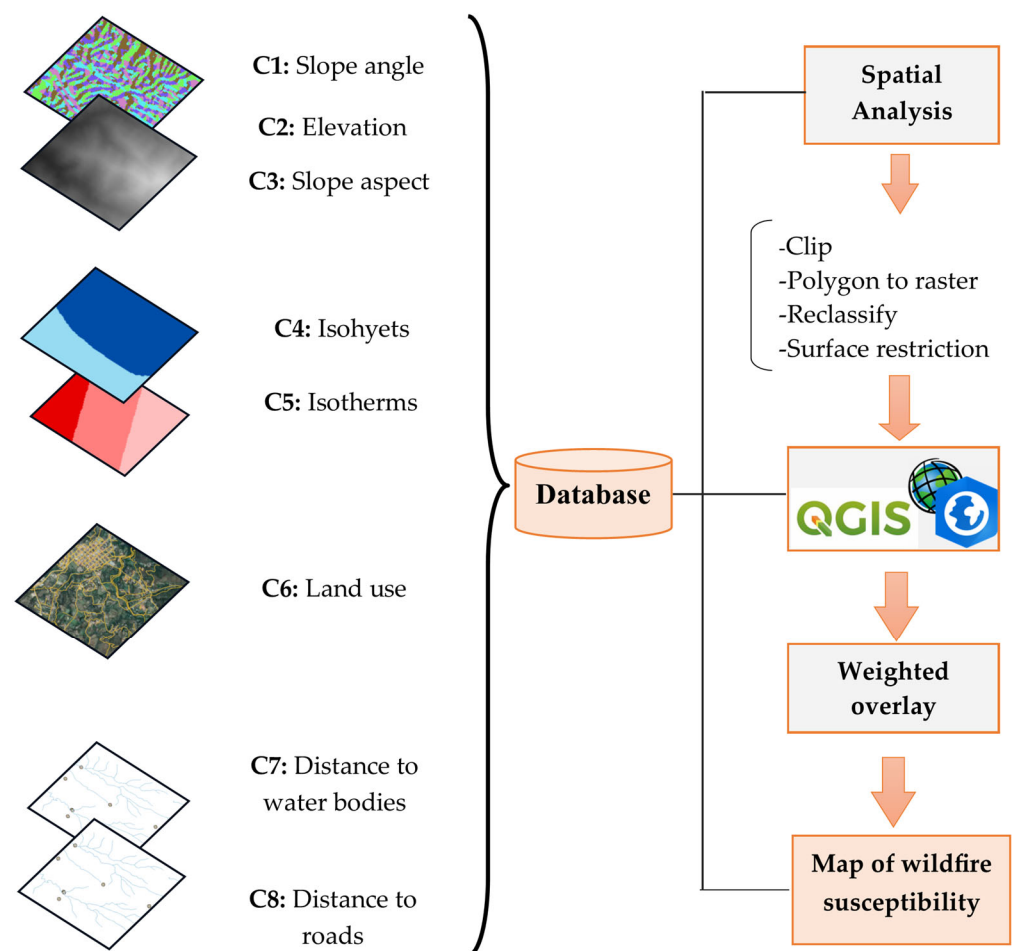 C1: Slope angle
C2: Elevation
C3: Slope aspect
C4: Isohyets
C5: Isotherms
C6: Land use
C7: Distance to
water bodies
C8: Distance to
roads
Database
Spatial
Analysis
-Clip
-Polygon to raster
-Reclassify
-Surface restriction
QGIS
Weighted
overlay
Map of wildfire
susceptibility